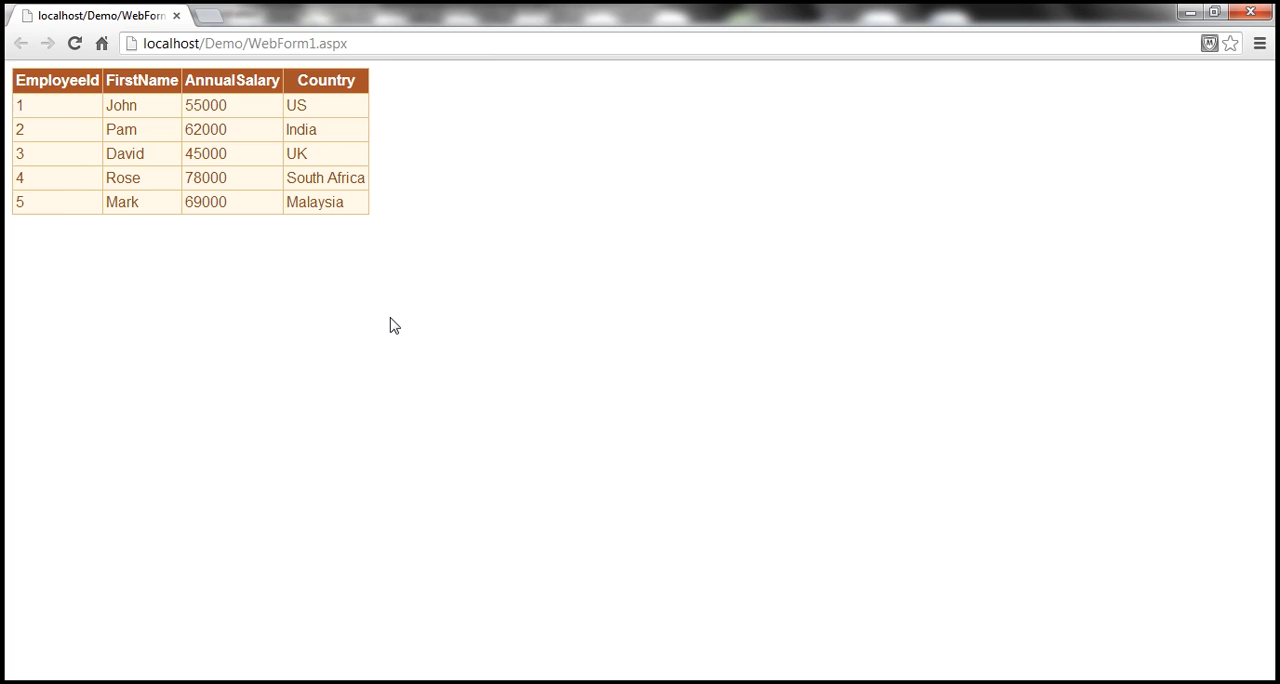 localhost/Demo/WebForm
localhost/Demo/WebForm1.aspx
EmployeeId FirstName AnnualSalary Country
1 John 55000 US
2 Pam 62000 India
3 David 45000 UK
4 Rose 78000 South Africa
5 Mark 69000 Malaysia